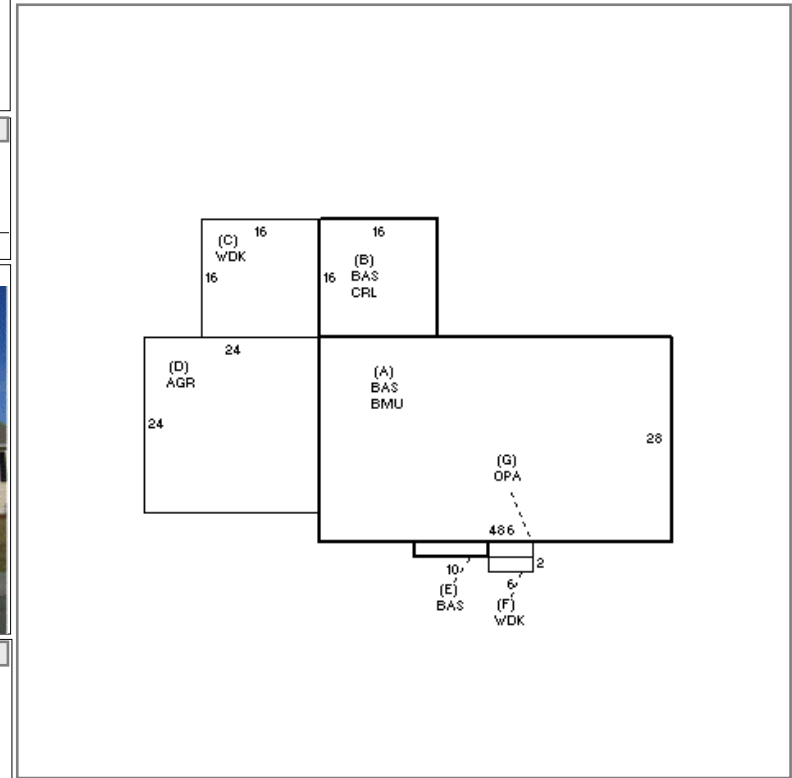 16
16
(C)
WDK
(B)
BAS
CRL
16
16
24
(D)
AGR
(A)
BAS
BMU
24
28
(G)
OPA
486
10
2
(E)
BAS
6
(F)
WDK